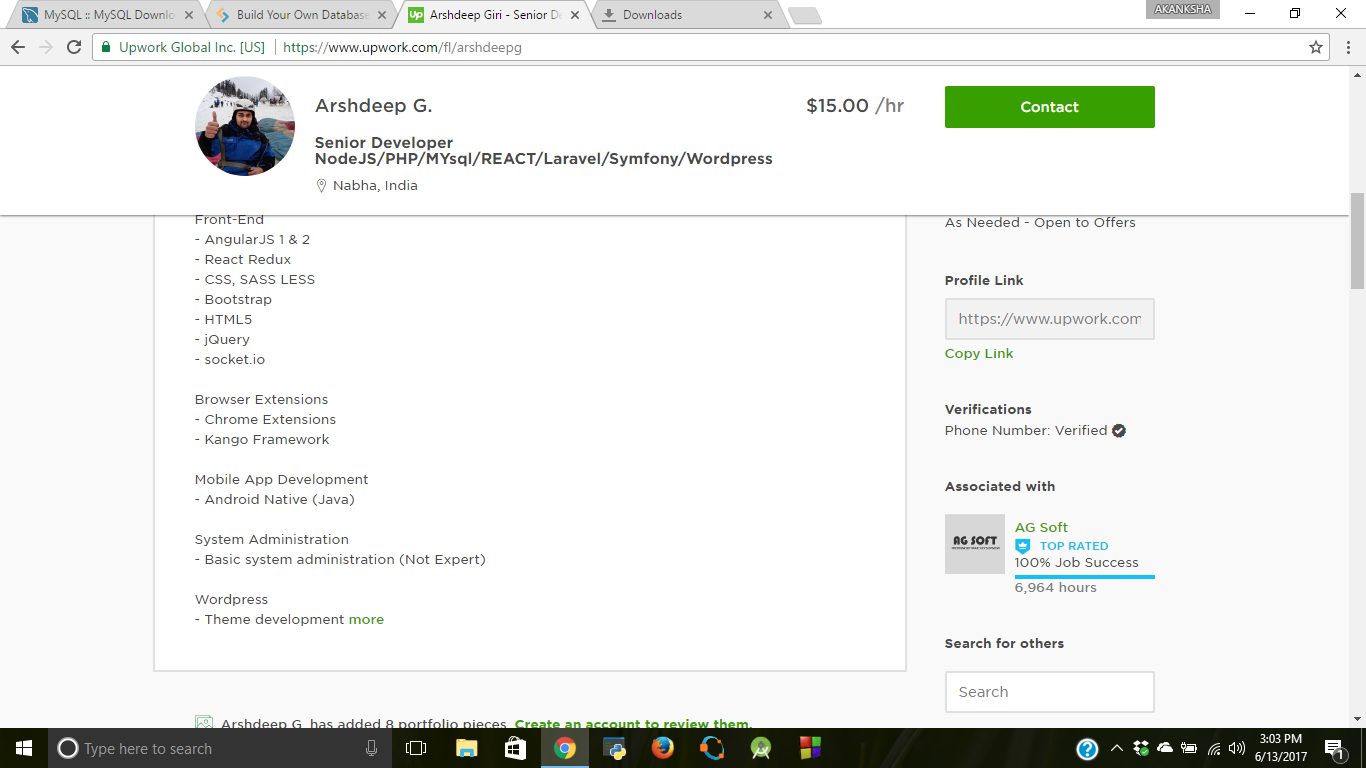 MySQL :: MySQL Downlo
Build Your Own Database
Arshdeep Giri - Senior De
Downloads
AKANKSHA
Upwork Global Inc. [US]
https://www.upwork.com/fl/arshdeepg
Arshdeep G.
$15.00 /hr
Contact
Senior Developer
NodeJS/PHP/MYsql/REACT/Laravel/Symfony/Wordpress
Nabha, India
Front-End
- AngularJS 1 & 2
- React Redux
- CSS, SASS LESS
- Bootstrap
- HTML5
- jQuery
- socket.io
Browser Extensions
- Chrome Extensions
- Kango Framework
Mobile App Development
- Android Native (Java)
System Administration
- Basic system administration (Not Expert)
Wordpress
- Theme development more
Arshdeep G. has added 8 portfolio pieces. Create an account to review them.
As Needed - Open to Offers
Profile Link
https://www.upwork.com
Copy Link
Verifications
Phone Number: Verified
Associated with
AG SOFT
AG Soft
TOP RATED
100% Job Success
6,964 hours
Search for others
Search
Type here to search
3:03 PM
6/13/2017
1